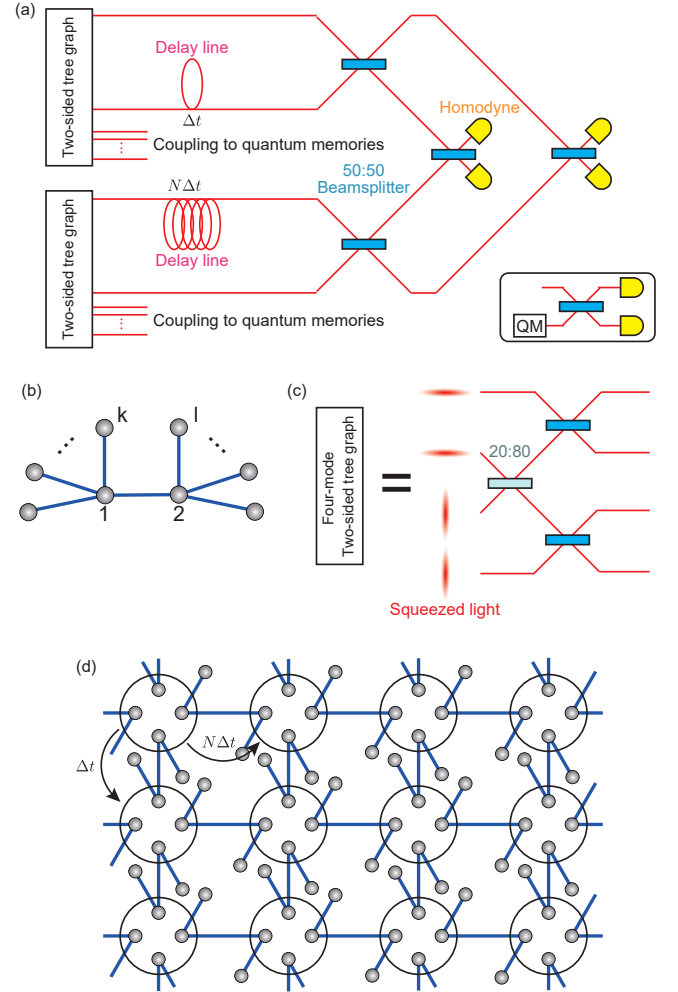 (a)
Two-sided tree graph
Delay line
Δt
Coupling to quantum memories
Homodyne
50:50
Beamsplitter
Two-sided tree graph
NΔt
Delay line
Coupling to quantum memories
QM
(b)
k
l
1
2
(c)
Four-mode
Two-sided tree graph
=
20:80
Squeezed light
(d)
Δt
NΔt